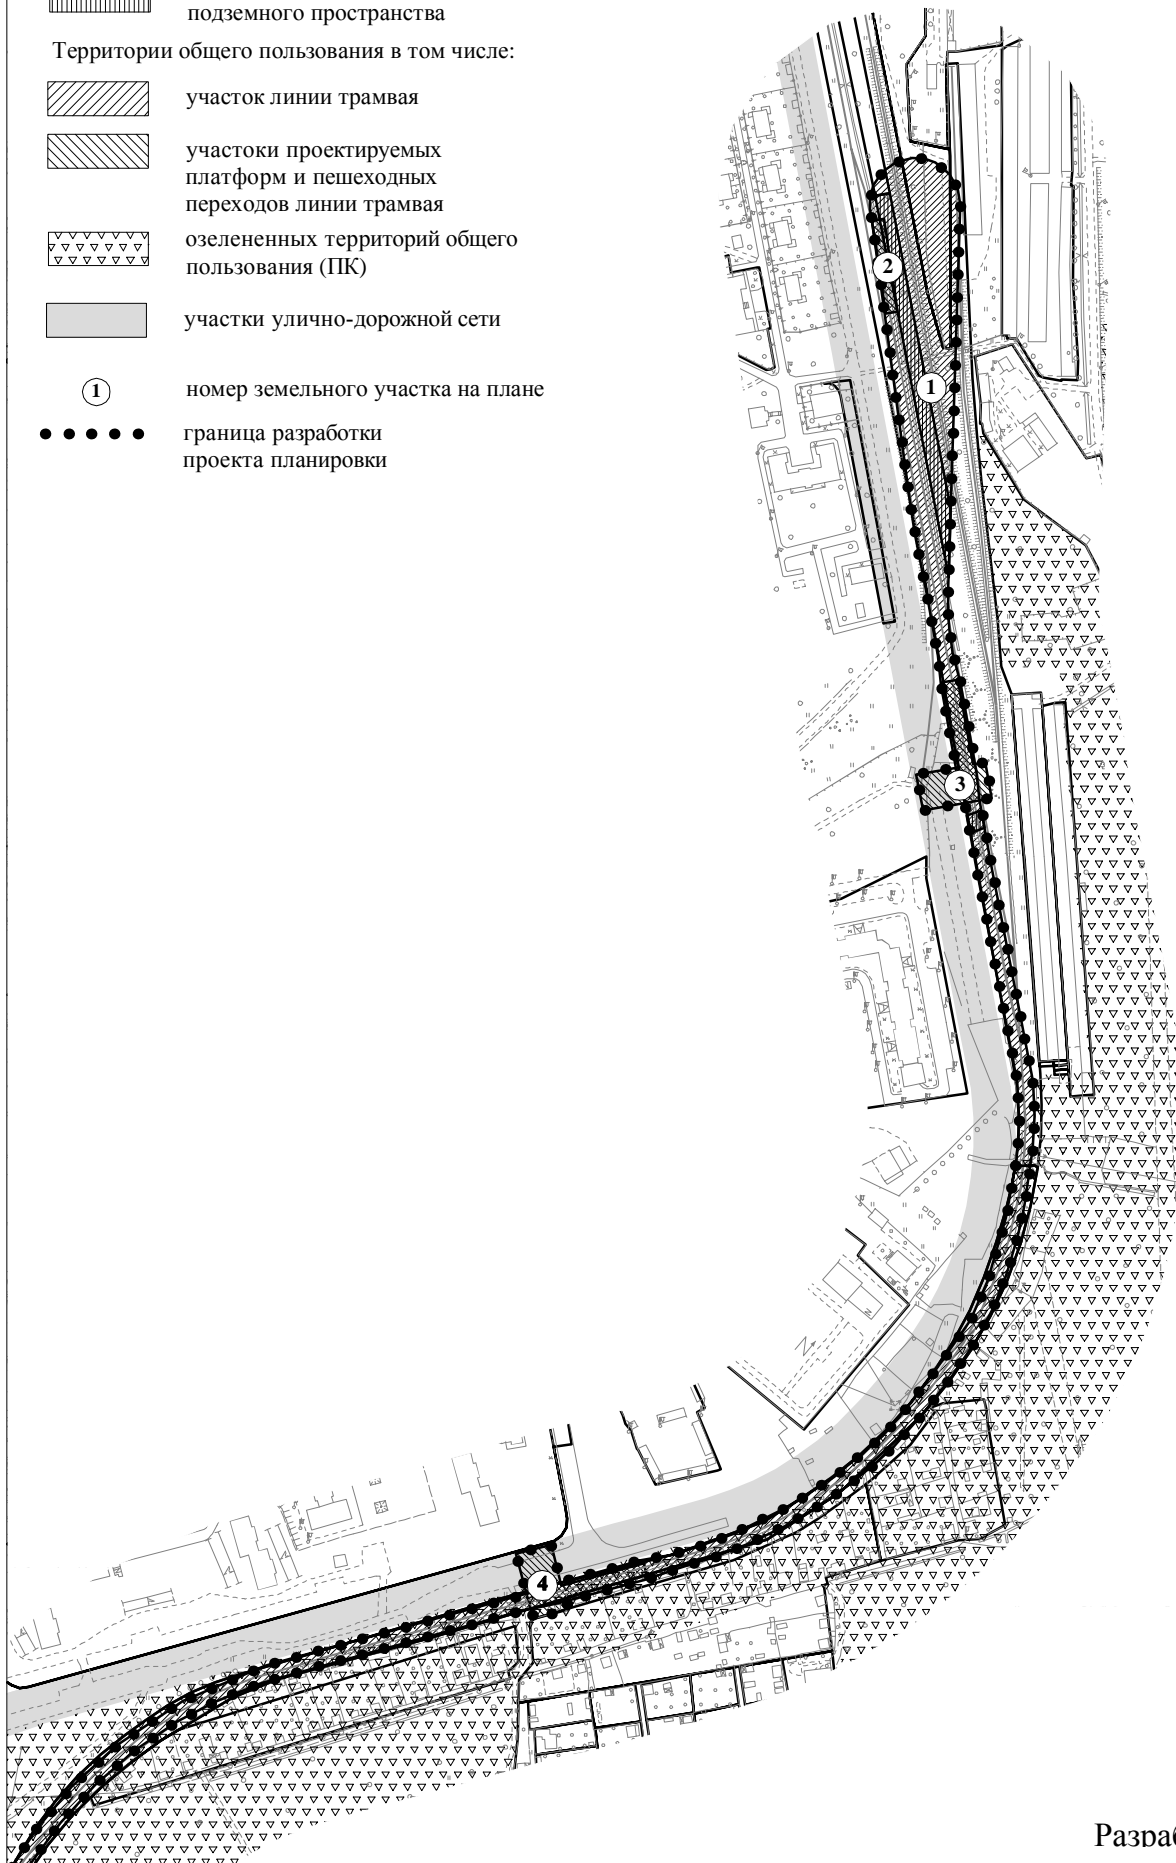 подземного пространства
Территории общего пользования в том числе:
участок линии трамвая
участоки проектируемых
платформ и пешеходных
переходов линии трамвая
озелененных территорий общего
пользования (ПК)
участки улично-дорожной сети
1
номер земельного участка на плане
граница разработки
проекта планировки
2
1
3
4
Разраб